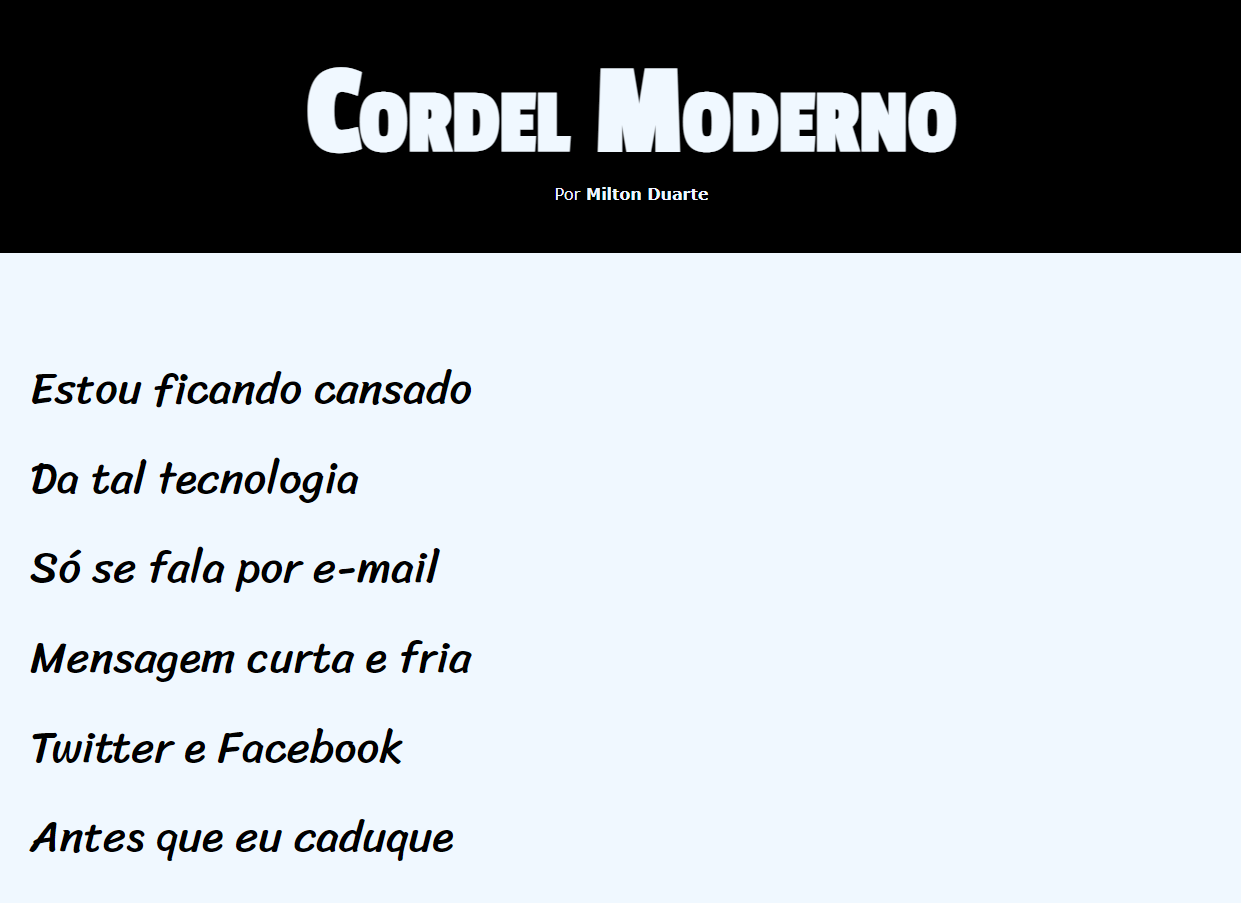 Cordel Moderno
Por Milton Duarte
Estou ficando cansado
Da tal tecnologia
Só se fala por e-mail
Mensagem curta e fria
Twitter e Facebook
Antes que eu caduque